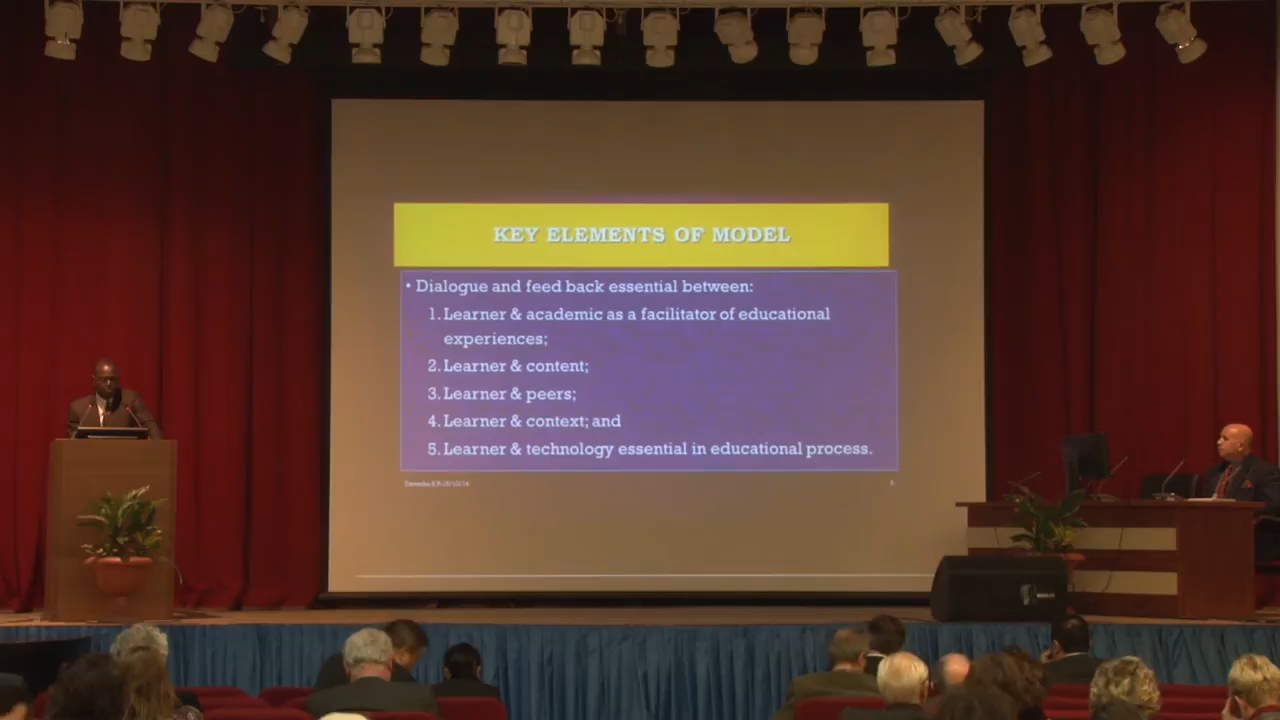 KEY ELEMENTS OF MODEL
• Dialogue and feed back essential between:
1. Learner & academic as a facilitator of educational
experiences;
2. Learner & content;
3. Learner & peers;
4. Learner & context; and
5. Learner & technology essential in educational process.